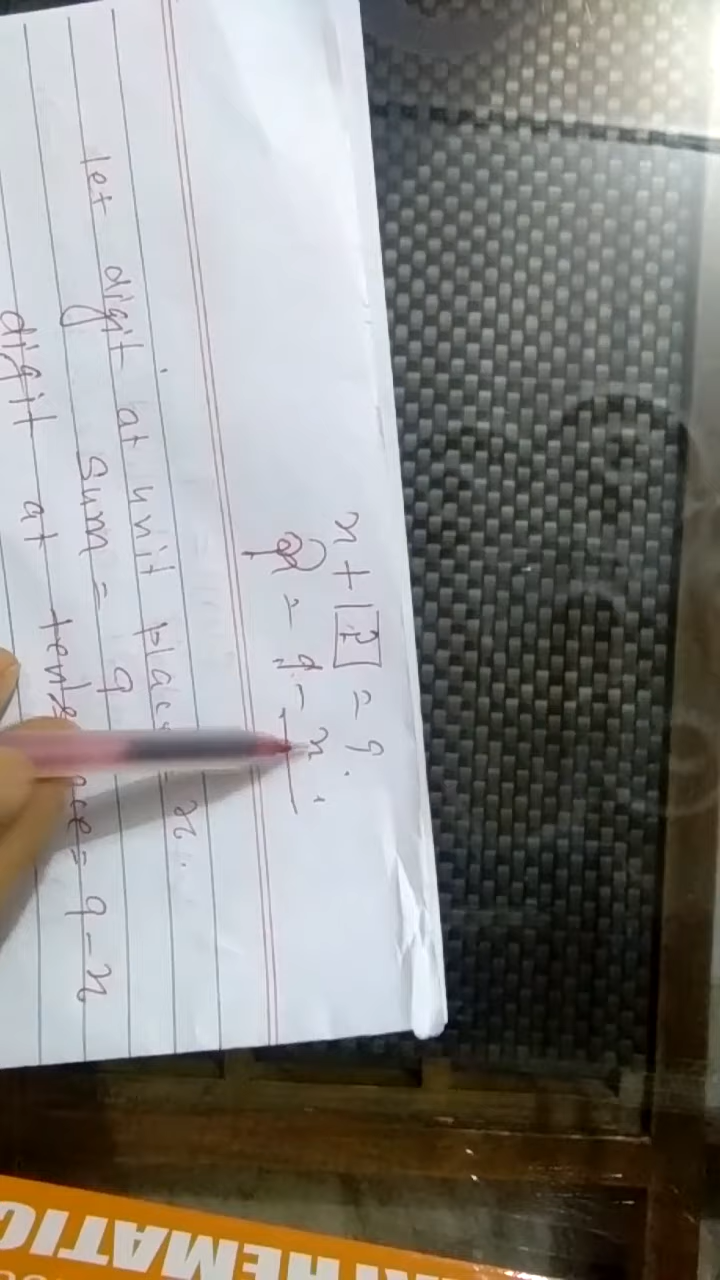 x + [?] = 9.
= 9 - x.
let digit at unit place = x.
Sum = 9
digit at tens place = 9 - x